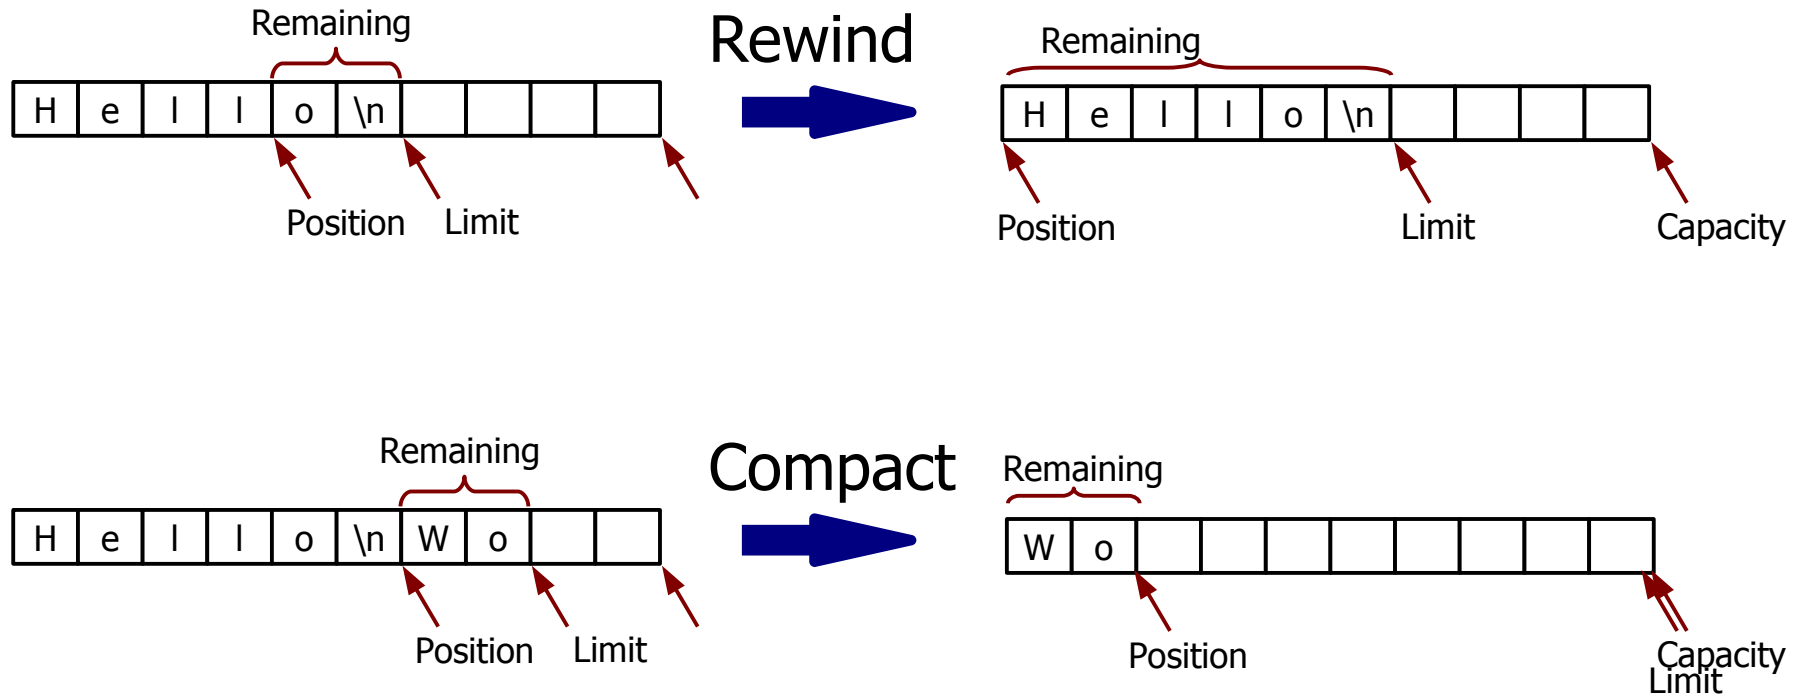 Remaining
Rewind
Remaining
H e l l o \n
H e l l o \n
Position Limit
Position Limit Capacity
Remaining
Compact
Remaining
H e l l o \n W o
W o
Position Limit
Position Capacity
Limit